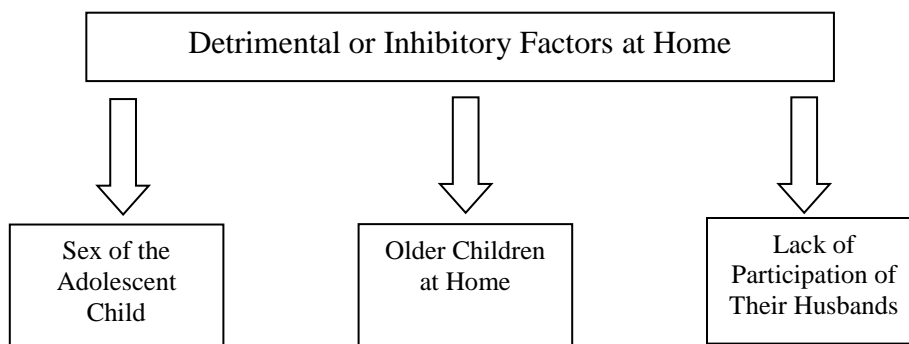 Detrimental or Inhibitory Factors at Home
Sex of the
Adolescent
Child
Older Children
at Home
Lack of
Participation of
Their Husbands